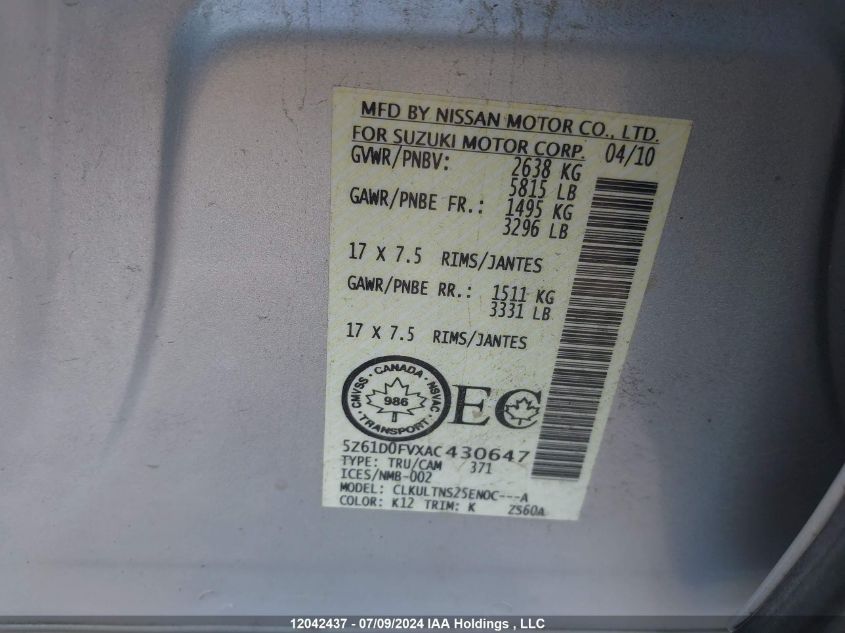 MFD BY NISSAN MOTOR CO., LTD.
FOR SUZUKI MOTOR CORP. 04/10
GVWR/PNBV: 2638 KG
5815 LB
GAWR/PNBE FR.: 1495 KG
3296 LB
17 X 7.5 RIMS/JANTES
GAWR/PNBE RR.: 1511 KG
3331 LB
17 X 7.5 RIMS/JANTES
CANADA
CMVSS · NSVAC
986
TRANSPORT
EC
5Z61D0FVXAC430647
TYPE: TRU/CAM 371
ICES/NMB-002
MODEL: CLKULTNS25ENOC---A
COLOR: K12 TRIM: K ZS60A
12042437 - 07/09/2024 IAA Holdings , LLC